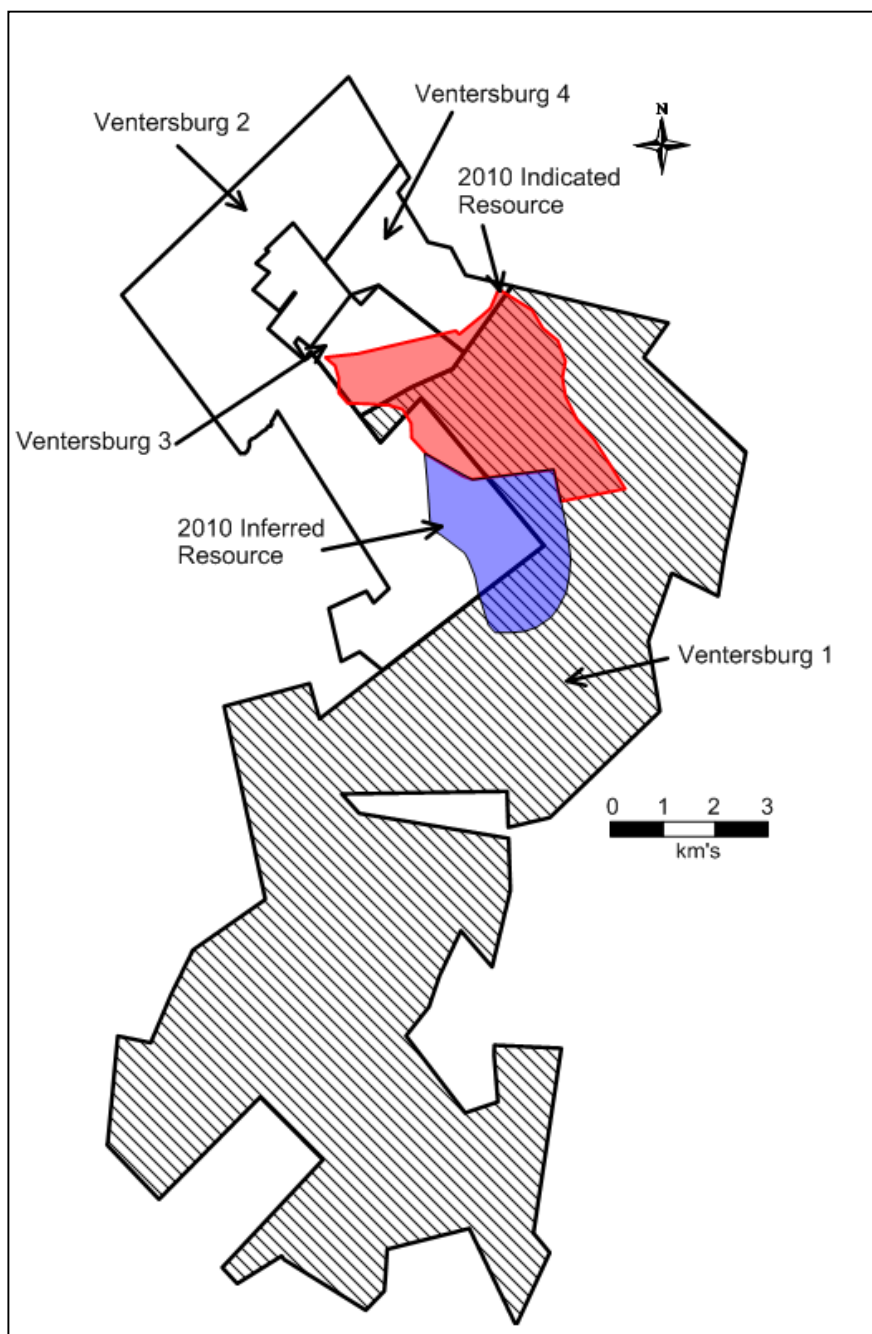 Ventersburg 4
Ventersburg 2
N
2010 Indicated
Resource
Ventersburg 3
2010 Inferred
Resource
Ventersburg 1
0 1 2 3
km's